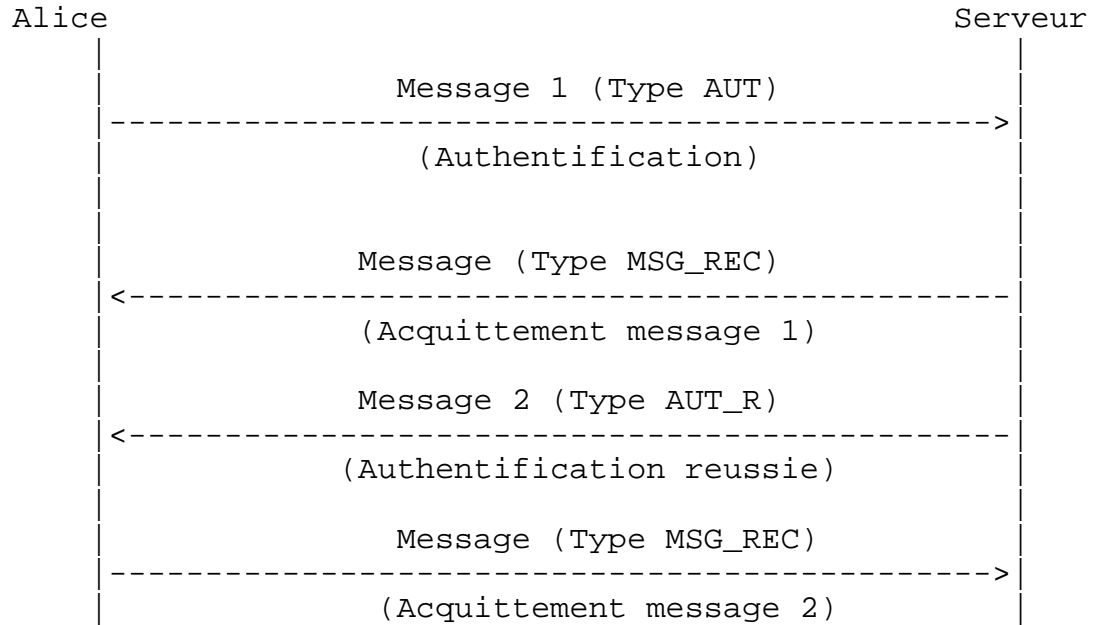 Alice Serveur
Message 1 (Type AUT)
(Authentification)
Message (Type MSG_REC)
(Acquittement message 1)
Message 2 (Type AUT_R)
(Authentification reussie)
Message (Type MSG_REC)
(Acquittement message 2)